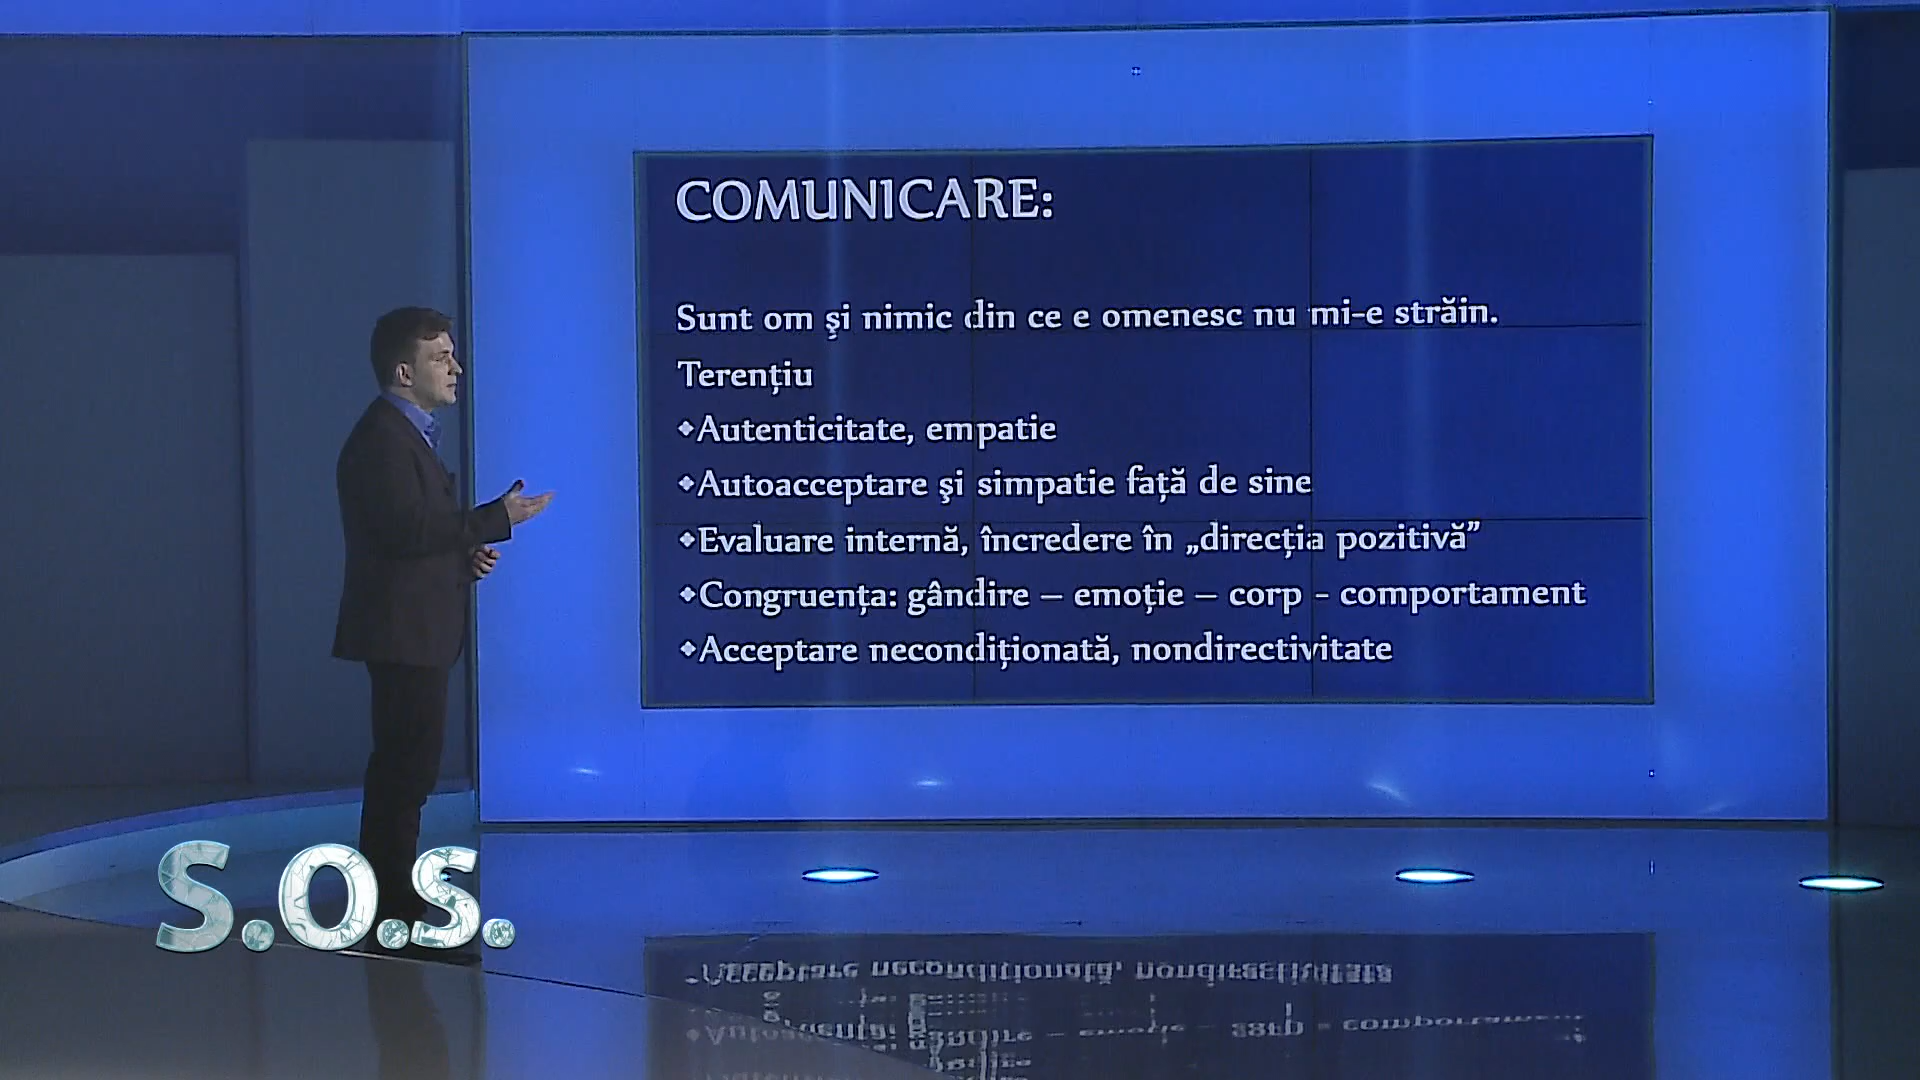 COMUNICARE:
Sunt om şi nimic din ce e omenesc nu mi-e străin.
Terenţiu
❖Autenticitate, empatie
❖Autoacceptare şi simpatie faţă de sine
❖Evaluare internă, încredere în „direcţia pozitivă”
❖Congruenţa: gândire – emoţie – corp - comportament
❖Acceptare necondiţionată, nondirectivitate
S.O.S.